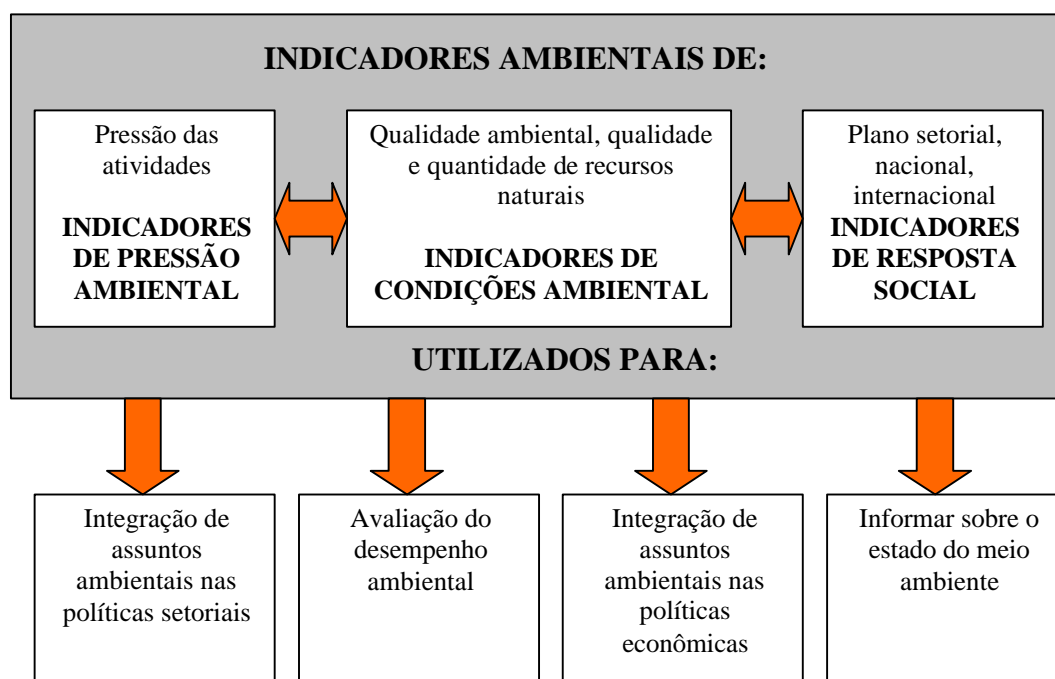 INDICADORES AMBIENTAIS DE:
Pressão das
atividades
INDICADORES
DE PRESSÃO
AMBIENTAL
Qualidade ambiental, qualidade
e quantidade de recursos
naturais
INDICADORES DE
CONDIÇÕES AMBIENTAL
Plano setorial,
nacional,
internacional
INDICADORES
DE RESPOSTA
SOCIAL
UTILIZADOS PARA:
Integração de
assuntos
ambientais nas
políticas setoriais
Avaliação do
desempenho
ambiental
Integração de
assuntos
ambientais nas
políticas
econômicas
Informar sobre o
estado do meio
ambiente